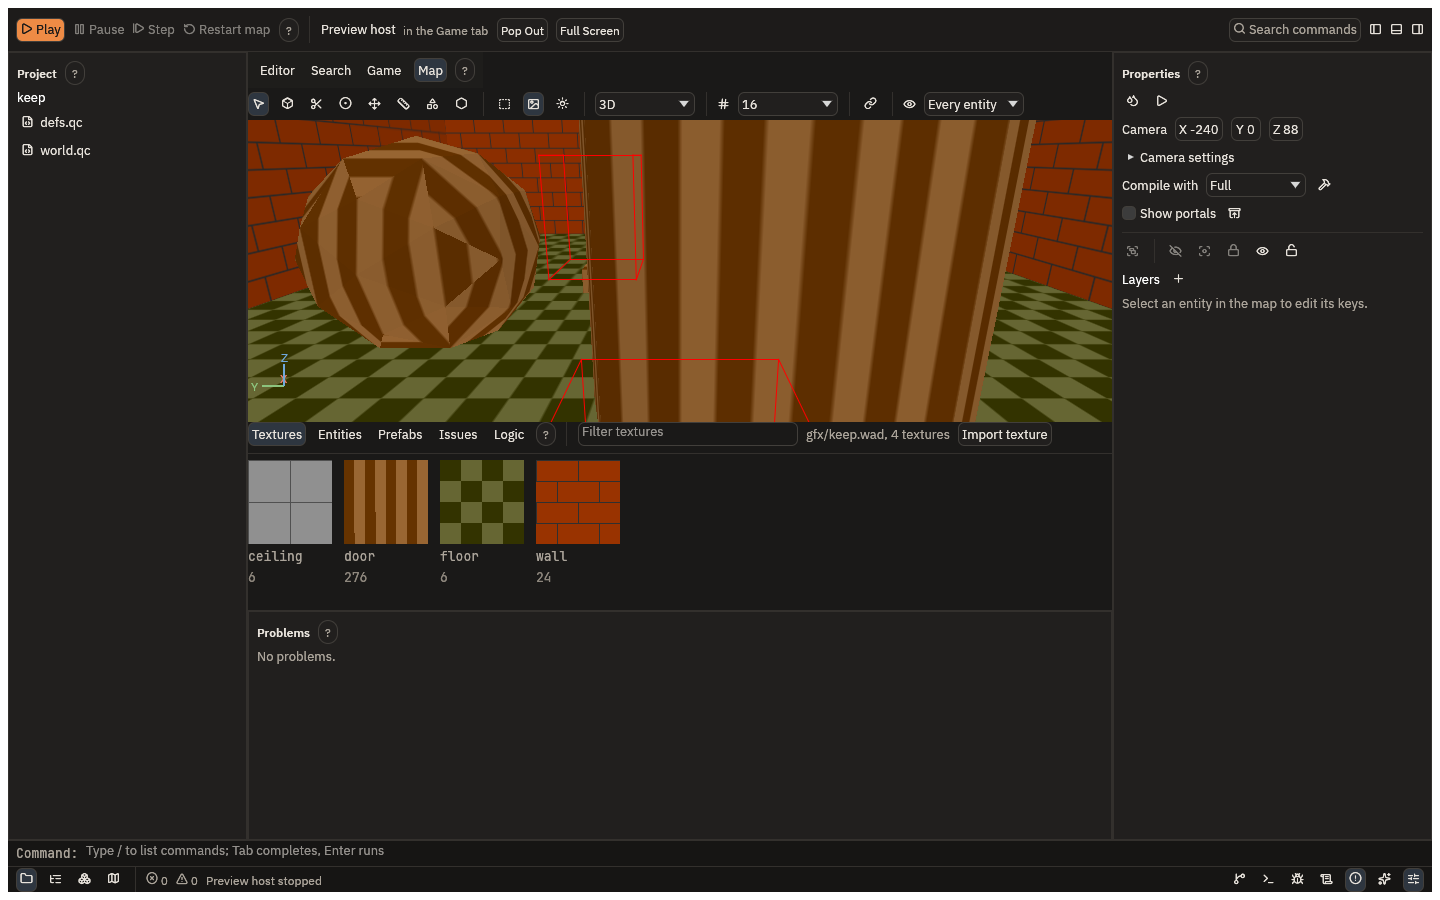 Play Pause Step Restart map ? Preview host in the Game tab Pop Out Full Screen Search commands
Project ?
keep
defs.qc
world.qc
Editor Search Game Map ?
3D 16 Every entity
Z
Y X
Textures Entities Prefabs Issues Logic ? Filter textures gfx/keep.wad, 4 textures Import texture
ceiling door floor wall
6 276 6 24
Problems ?
No problems.
Properties ?
Camera X -240 Y 0 Z 88
Camera settings
Compile with Full
Show portals
Layers +
Select an entity in the map to edit its keys.
Command: Type / to list commands; Tab completes, Enter runs
0 0 Preview host stopped